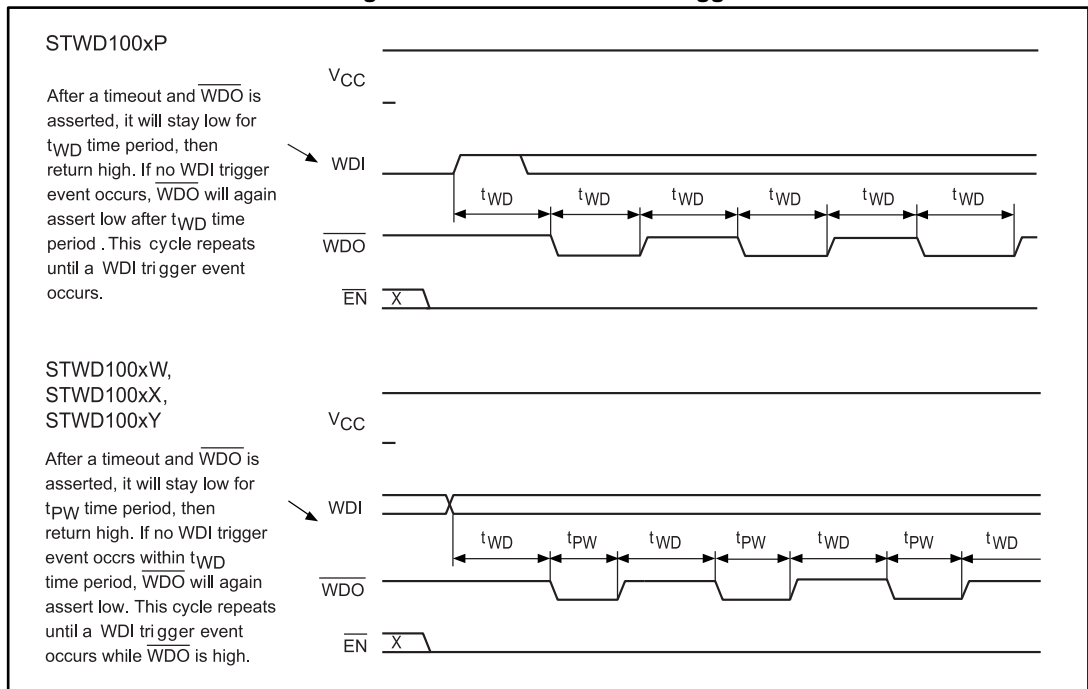 STWD100xP
After a timeout and WDO is
asserted, it will stay low for
tWD time period, then
return high. If no WDI trigger
event occurs, WDO will again
assert low after tWD time
period . This cycle repeats
until a WDI trigger event
occurs.
VCC
WDI
tWD tWD tWD tWD tWD tWD
WDO
EN X
STWD100xW,
STWD100xX,
STWD100xY
After a timeout and WDO is
asserted, it will stay low for
tPW time period, then
return high. If no WDI trigger
event occrs within tWD
time period, WDO will again
assert low. This cycle repeats
until a WDI trigger event
occurs while WDO is high.
VCC
WDI
tWD tPW tWD tPW tWD tPW tWD
WDO
EN X